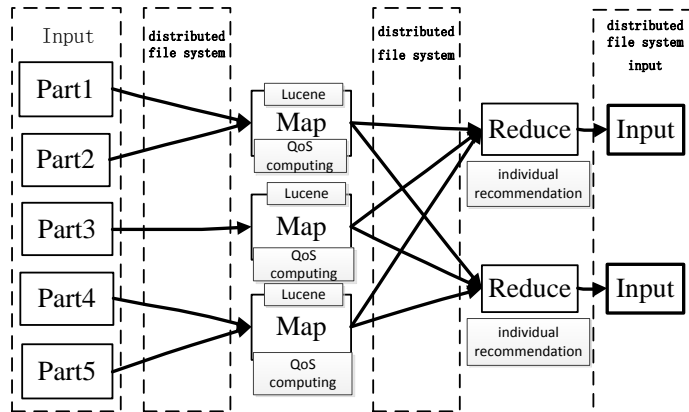 Input
Part1
Part2
Part3
Part4
Part5
distributed
file system
Lucene
Map
QoS
computing
Lucene
Map
QoS
computing
Lucene
Map
QoS
computing
distributed
file system
Reduce
individual
recommendation
Reduce
individual
recommendation
distributed
file system
input
Input
Input